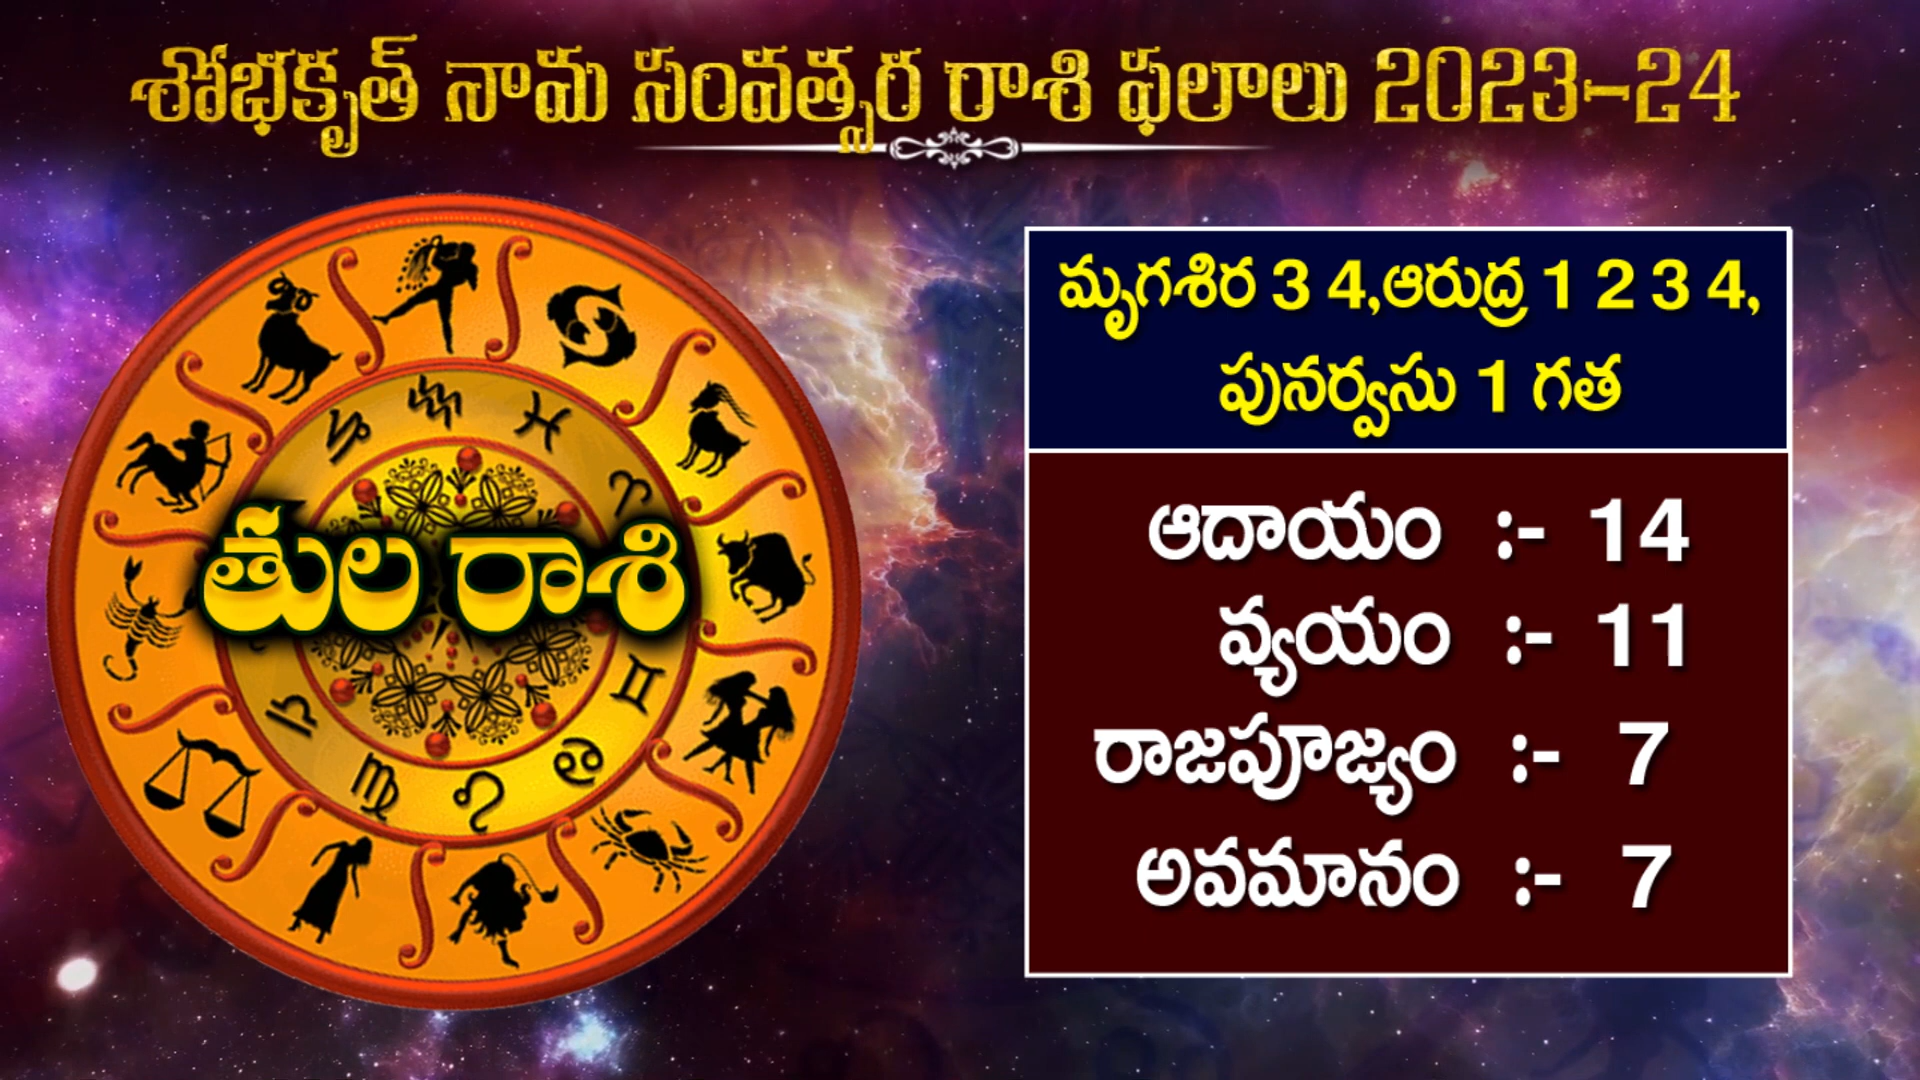 శోభకృత్ నామ సంవత్సర రాశి ఫలాలు 2023-24
తుల రాశి
మృగశిర 3 4,ఆరుద్ర 1 2 3 4,
పునర్వసు 1 గత
ఆదాయం :- 14
వ్యయం :- 11
రాజపూజ్యం :- 7
అవమానం :- 7